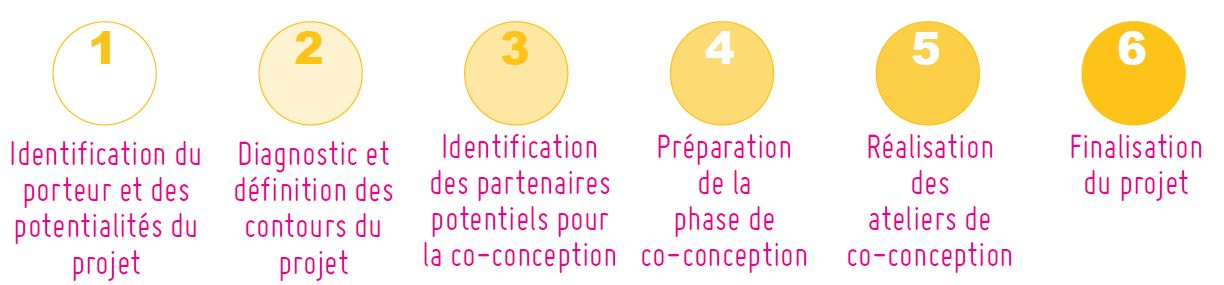 1
Identification du
porteur et des
potentialités du
projet
2
Diagnostic et
définition des
contours du
projet
3
Identification
des partenaires
potentiels pour
la co-conception
4
Préparation
de la
phase de
co-conception
5
Réalisation
des
ateliers de
co-conception
6
Finalisation
du projet